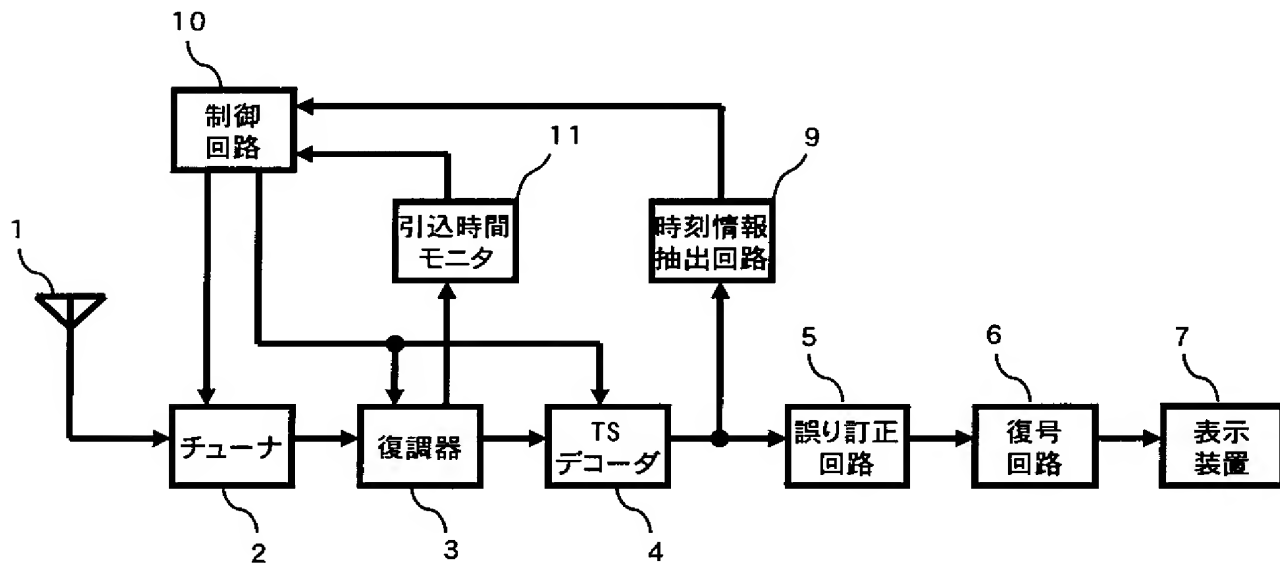 10
制御
回路
11
9
引込時間
モニタ
時刻情報
抽出回路
1
5
6
7
チューナ
復調器
TS
デコーダ
誤り訂正
回路
復号
回路
表示
装置
2
3
4